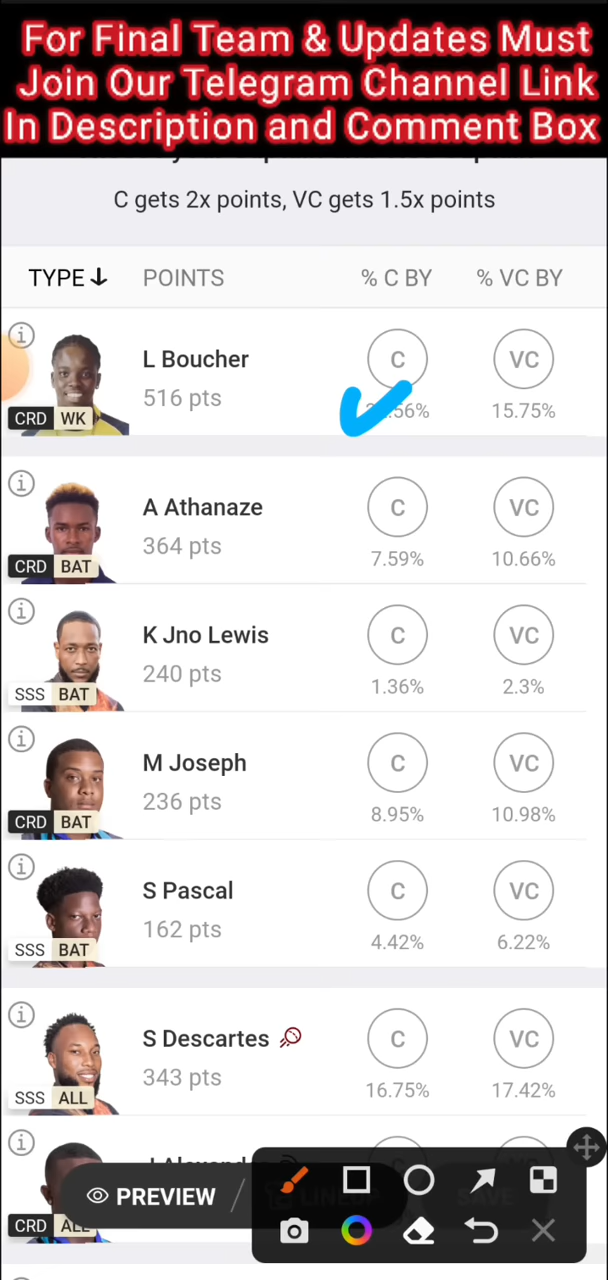 For Final Team & Updates Must
Join Our Telegram Channel Link
In Description and Comment Box
C gets 2x points, VC gets 1.5x points
TYPE POINTS % C BY % VC BY
L Boucher
516 pts
C VC
15.75%
CRD WK
A Athanaze
364 pts
C VC
7.59% 10.66%
CRD BAT
K Jno Lewis
240 pts
C VC
1.36% 2.3%
SSS BAT
M Joseph
236 pts
C VC
8.95% 10.98%
CRD BAT
S Pascal
162 pts
C VC
4.42% 6.22%
SSS BAT
S Descartes
343 pts
C VC
16.75% 17.42%
SSS ALL
CRD ALL
PREVIEW